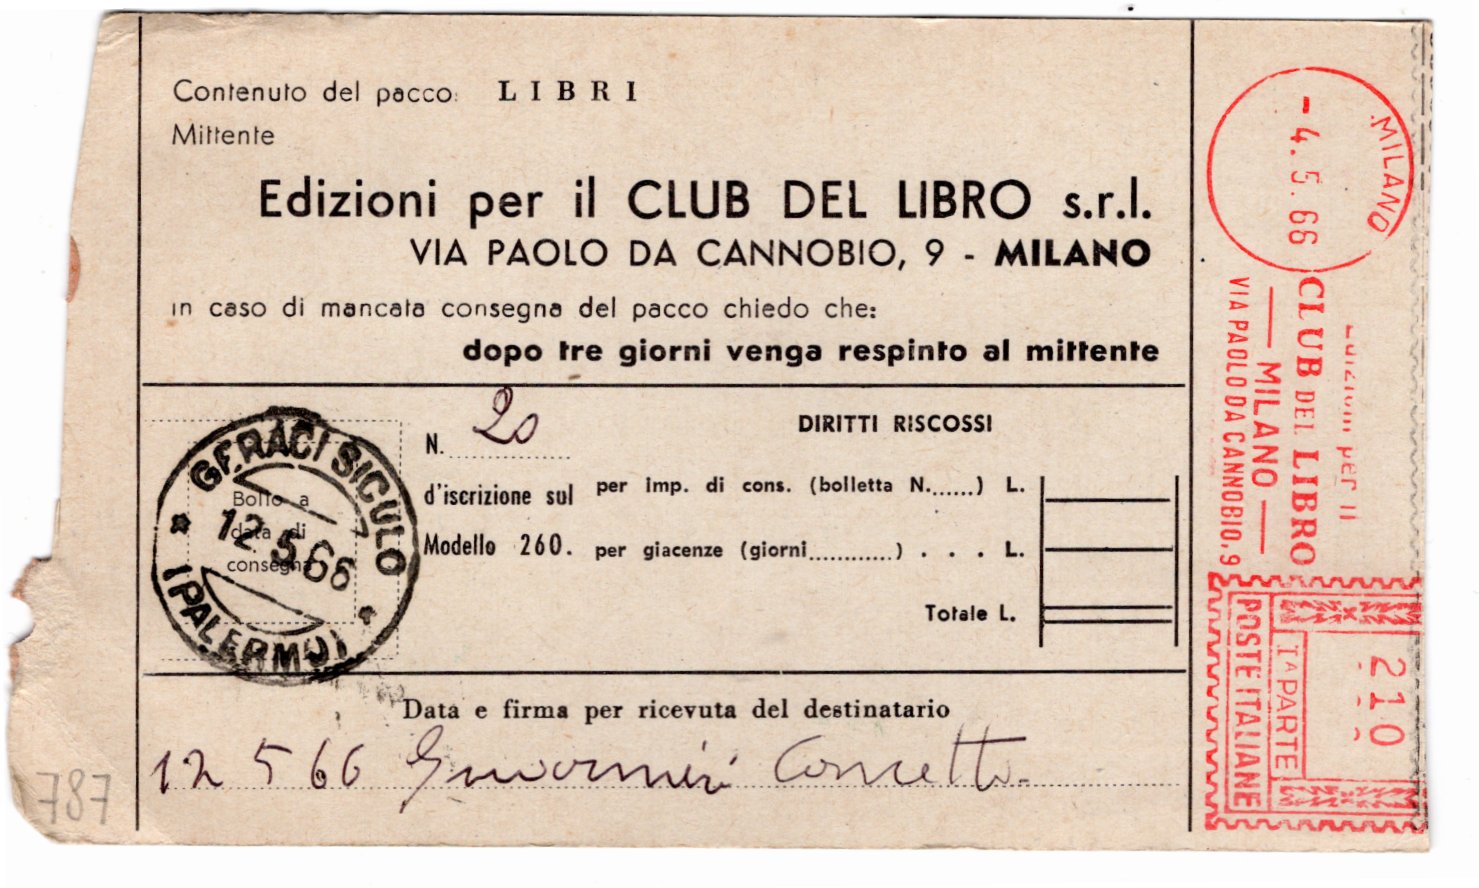 Contenuto del pacco: LIBRI
Mittente
Edizioni per il CLUB DEL LIBRO s.r.l.
VIA PAOLO DA CANNOBIO, 9 - MILANO
in caso di mancata consegna del pacco chiedo che:
dopo tre giorni venga respinto al mittente
N. 20
d'iscrizione sul
Modello 260.
DIRITTI RISCOSSI
per imp. di cons. (bolletta N.......) L.
per giacenze (giorni............) . . . L.
Totale L.
Bollo a
data di
consegna
GERACI SICULO
12.5.66
(PALERMO)
Data e firma per ricevuta del destinatario
12 5 66 Concetto
787
MILANO
-4.5.66
Edizioni per il
CLUB DEL LIBRO
MILANO
VIA PAOLO DA CANNOBIO, 9
210
Iª PARTE
POSTE ITALIANE